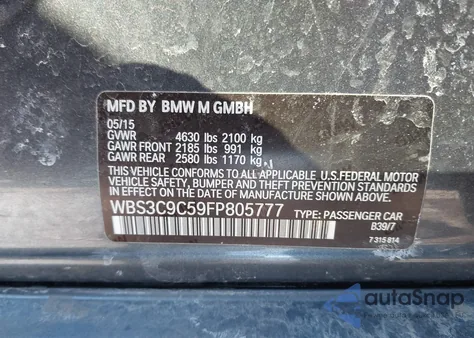 MFD BY BMW M GMBH
05/15
GVWR 4630 lbs 2100 kg
GAWR FRONT 2185 lbs 991 kg
GAWR REAR 2580 lbs 1170 kg
THIS VEHICLE CONFORMS TO ALL APPLICABLE U.S. FEDERAL MOTOR
VEHICLE SAFETY, BUMPER, AND THEFT PREVENTION STANDARDS
IN EFFECT ON THE DATE OF MANUFACTURE SHOWN ABOVE.
WBS3C9C59FP805777 TYPE: PASSENGER CAR
B39/7
7 315 814
autoSnap